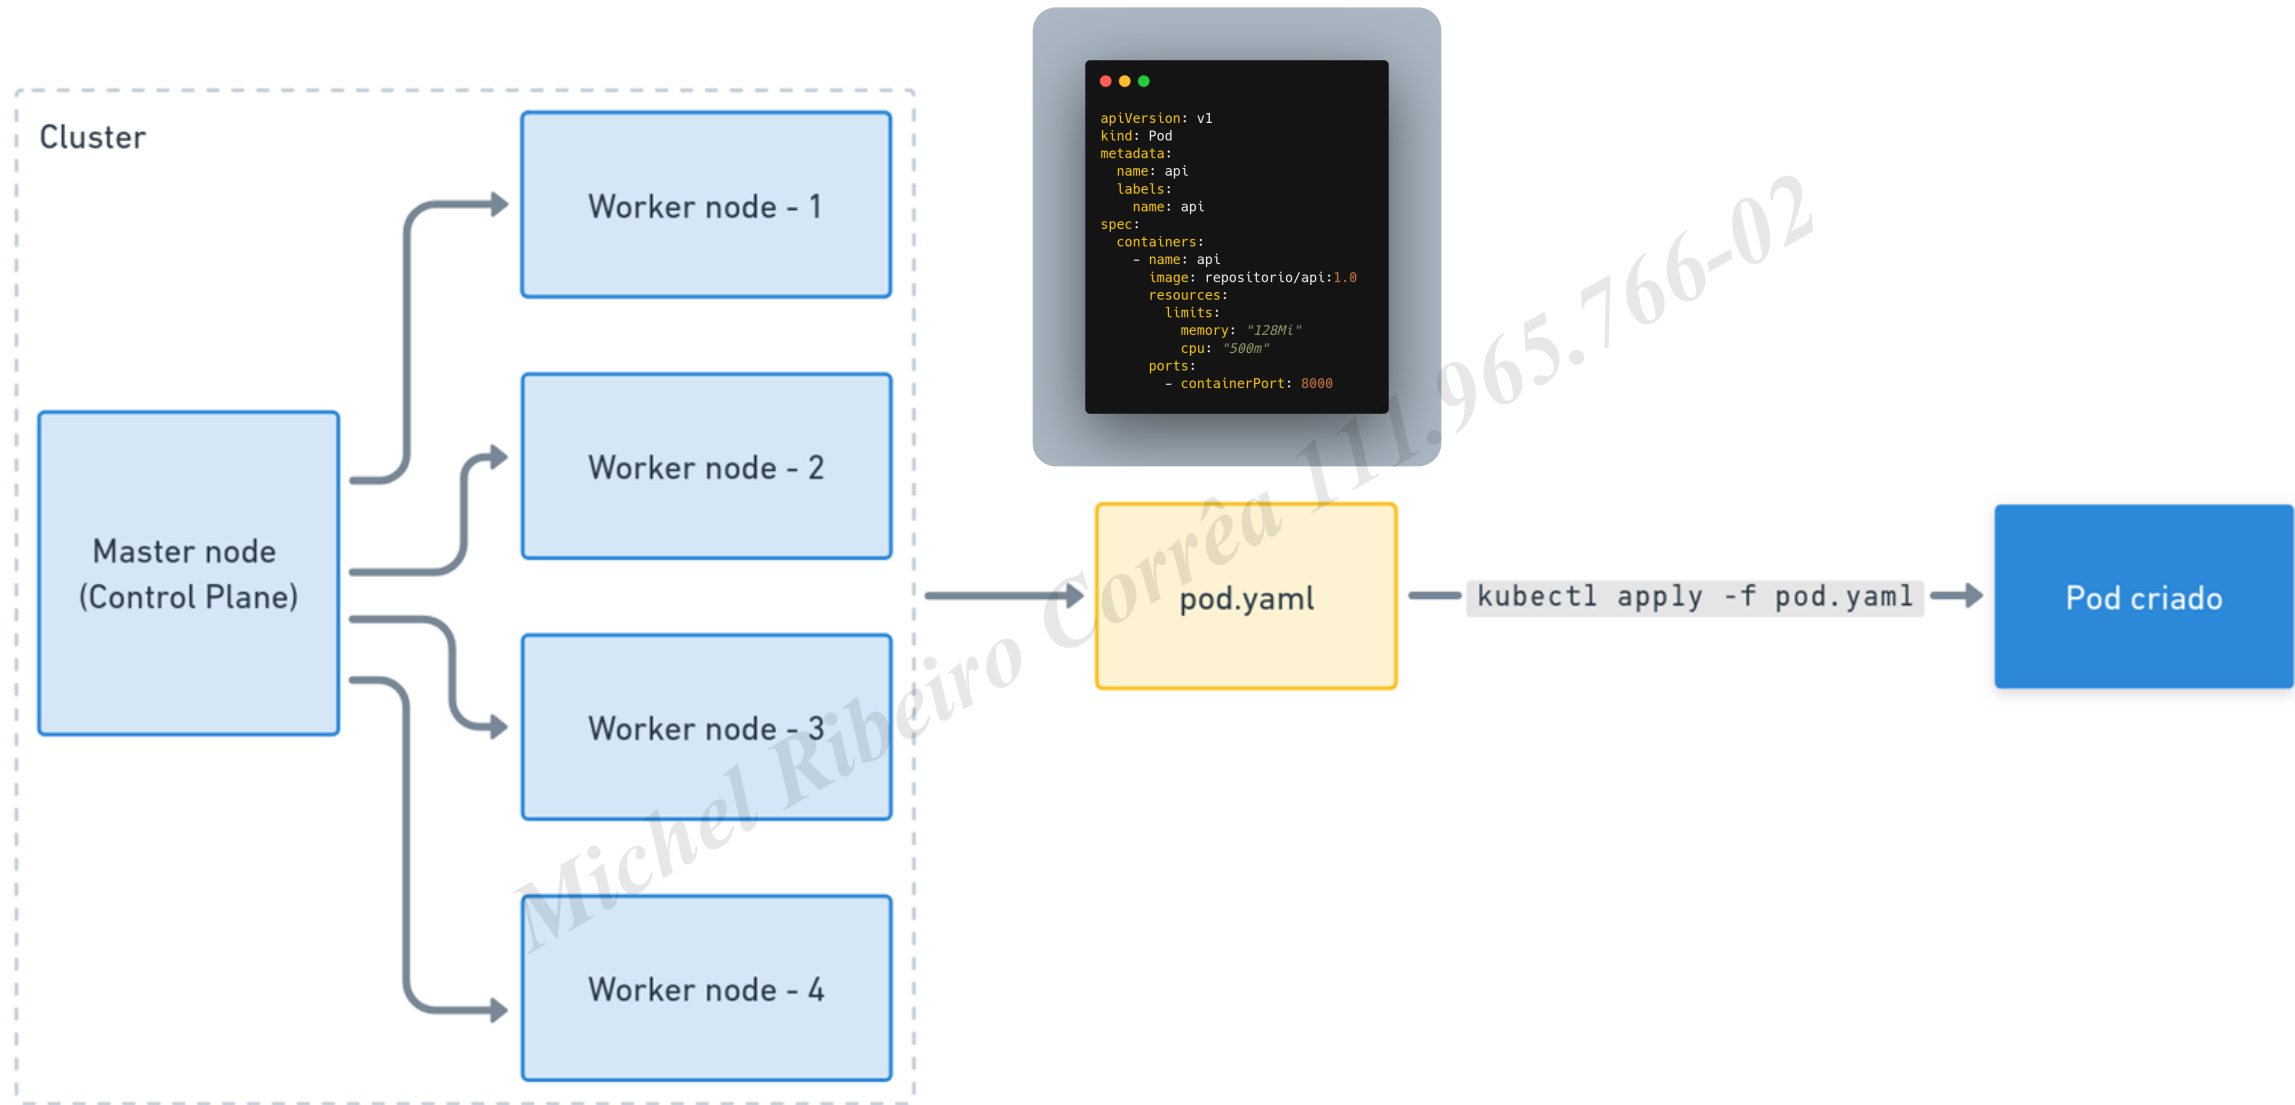 Cluster
Master node
(Control Plane)
Worker node - 1
Worker node - 2
Worker node - 3
Worker node - 4
apiVersion: v1
kind: Pod
metadata:
  name: api
  labels:
    name: api
spec:
  containers:
    - name: api
      image: repositorio/api:1.0
      resources:
        limits:
          memory: "128Mi"
          cpu: "500m"
      ports:
        - containerPort: 8000
pod.yaml
kubectl apply -f pod.yaml
Pod criado
Michel Ribeiro Corrêa 111.965.766-02